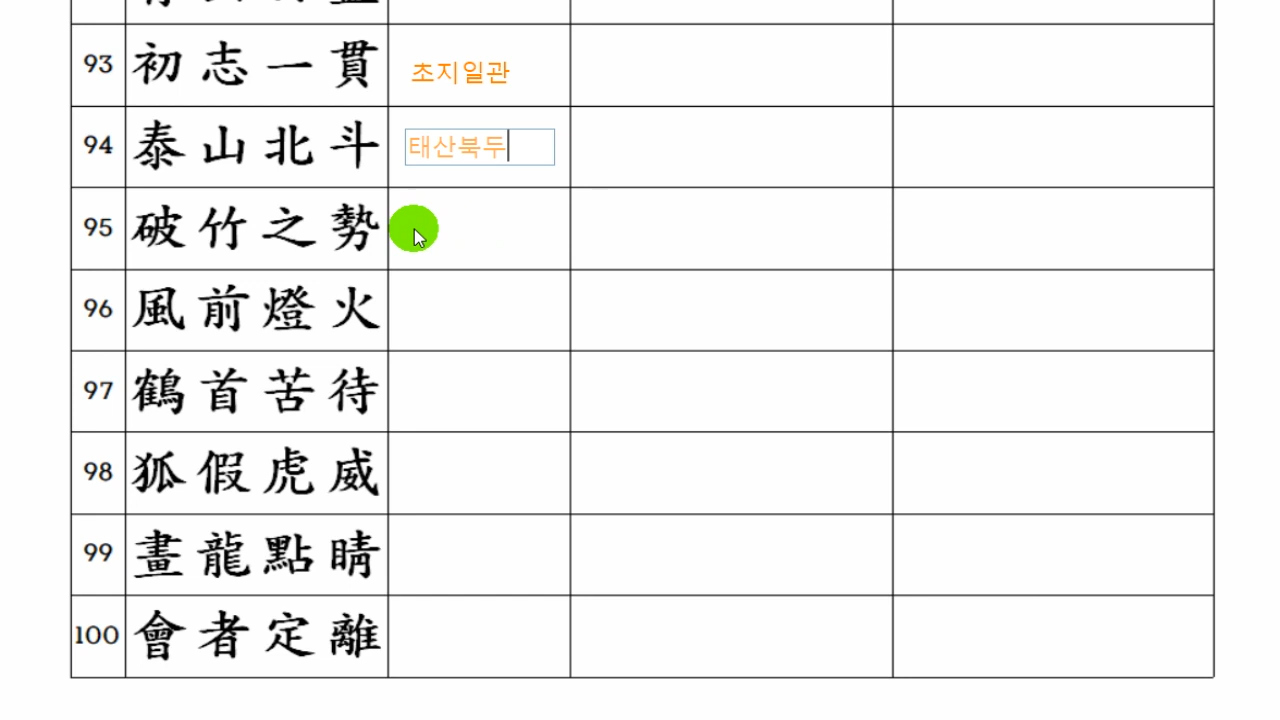 93 初志一貫 초지일관
94 泰山北斗 태산북두
95 破竹之勢
96 風前燈火
97 鶴首苦待
98 狐假虎威
99 畫龍點睛
100 會者定離